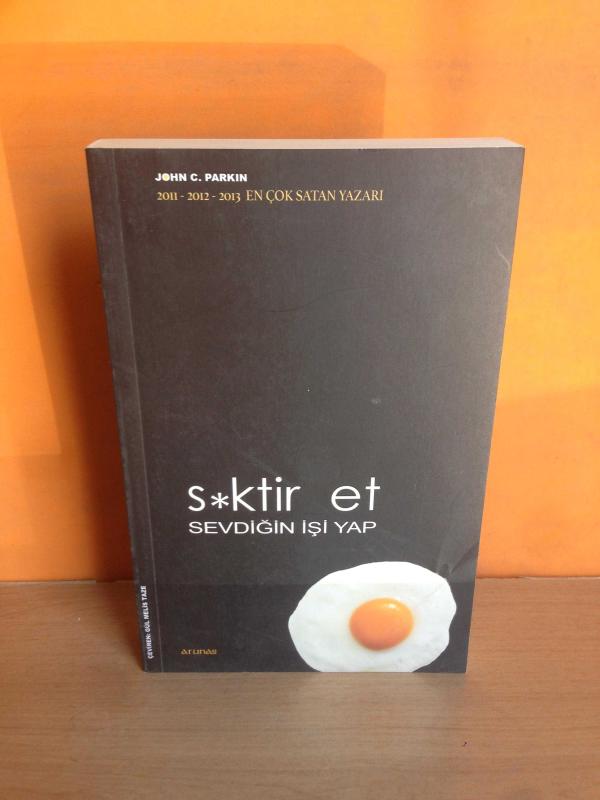 JOHN C. PARKIN
2011 - 2012 - 2013 EN ÇOK SATAN YAZARI
s*ktir et
SEVDİĞİN İŞİ YAP
ÇEVİREN: GÜL MELİS TAZE
arunas